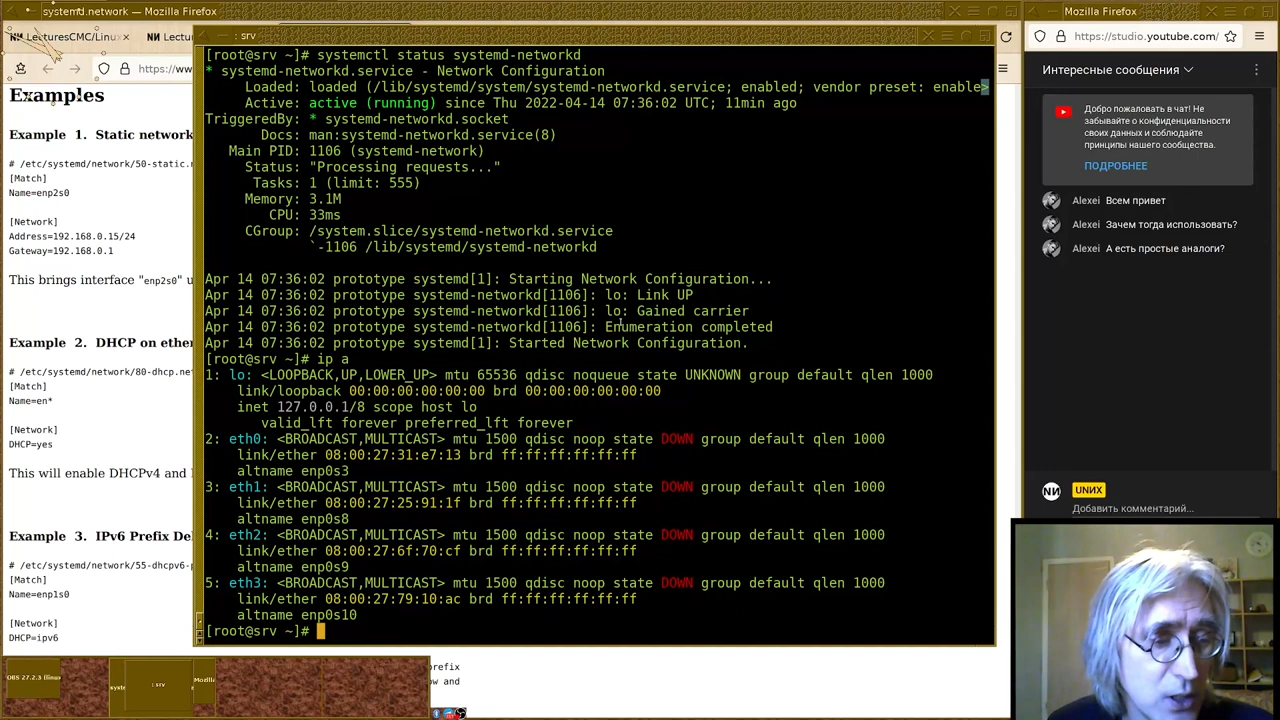 systemd.network — Mozilla Firefox
LecturesCMC/Linu
Lectu
https://ww
Examples
Example 1. Static network
# /etc/systemd/network/50-static.n
[Match]
Name=enp2s0
[Network]
Address=192.168.0.15/24
Gateway=192.168.0.1
This brings interface "enp2s0" u
Example 2. DHCP on ether
# /etc/systemd/network/80-dhcp.net
[Match]
Name=en*
[Network]
DHCP=yes
This will enable DHCPv4 and
Example 3. IPv6 Prefix Del
# /etc/systemd/network/55-dhcpv6-p
[Match]
Name=enp1s0
[Network]
DHCP=ipv6
refix
ow and
: srv
[root@srv ~]# systemctl status systemd-networkd
* systemd-networkd.service - Network Configuration
Loaded: loaded (/lib/systemd/system/systemd-networkd.service; enabled; vendor preset: enable>
Active: active (running) since Thu 2022-04-14 07:36:02 UTC; 11min ago
TriggeredBy: * systemd-networkd.socket
Docs: man:systemd-networkd.service(8)
Main PID: 1106 (systemd-network)
Status: "Processing requests..."
Tasks: 1 (limit: 555)
Memory: 3.1M
CPU: 33ms
CGroup: /system.slice/systemd-networkd.service
`-1106 /lib/systemd/systemd-networkd
Apr 14 07:36:02 prototype systemd[1]: Starting Network Configuration...
Apr 14 07:36:02 prototype systemd-networkd[1106]: lo: Link UP
Apr 14 07:36:02 prototype systemd-networkd[1106]: lo: Gained carrier
Apr 14 07:36:02 prototype systemd-networkd[1106]: Enumeration completed
Apr 14 07:36:02 prototype systemd[1]: Started Network Configuration.
[root@srv ~]# ip a
1: lo: <LOOPBACK,UP,LOWER_UP> mtu 65536 qdisc noqueue state UNKNOWN group default qlen 1000
link/loopback 00:00:00:00:00:00 brd 00:00:00:00:00:00
inet 127.0.0.1/8 scope host lo
valid_lft forever preferred_lft forever
2: eth0: <BROADCAST,MULTICAST> mtu 1500 qdisc noop state DOWN group default qlen 1000
link/ether 08:00:27:31:e7:13 brd ff:ff:ff:ff:ff:ff
altname enp0s3
3: eth1: <BROADCAST,MULTICAST> mtu 1500 qdisc noop state DOWN group default qlen 1000
link/ether 08:00:27:25:91:1f brd ff:ff:ff:ff:ff:ff
altname enp0s8
4: eth2: <BROADCAST,MULTICAST> mtu 1500 qdisc noop state DOWN group default qlen 1000
link/ether 08:00:27:6f:70:cf brd ff:ff:ff:ff:ff:ff
altname enp0s9
5: eth3: <BROADCAST,MULTICAST> mtu 1500 qdisc noop state DOWN group default qlen 1000
link/ether 08:00:27:79:10:ac brd ff:ff:ff:ff:ff:ff
altname enp0s10
[root@srv ~]#
Mozilla Firefox
https://studio.youtube.com/
Интересные сообщения
Добро пожаловать в чат! Не
забывайте о конфиденциальности
своих данных и соблюдайте
принципы нашего сообщества.
ПОДРОБНЕЕ
Alexei Всем привет
Alexei Зачем тогда использовать?
Alexei А есть простые аналоги?
UNИX
Добавить комментарий...
OBS 27.2.3 (linux)
syste
: srv
Mozill